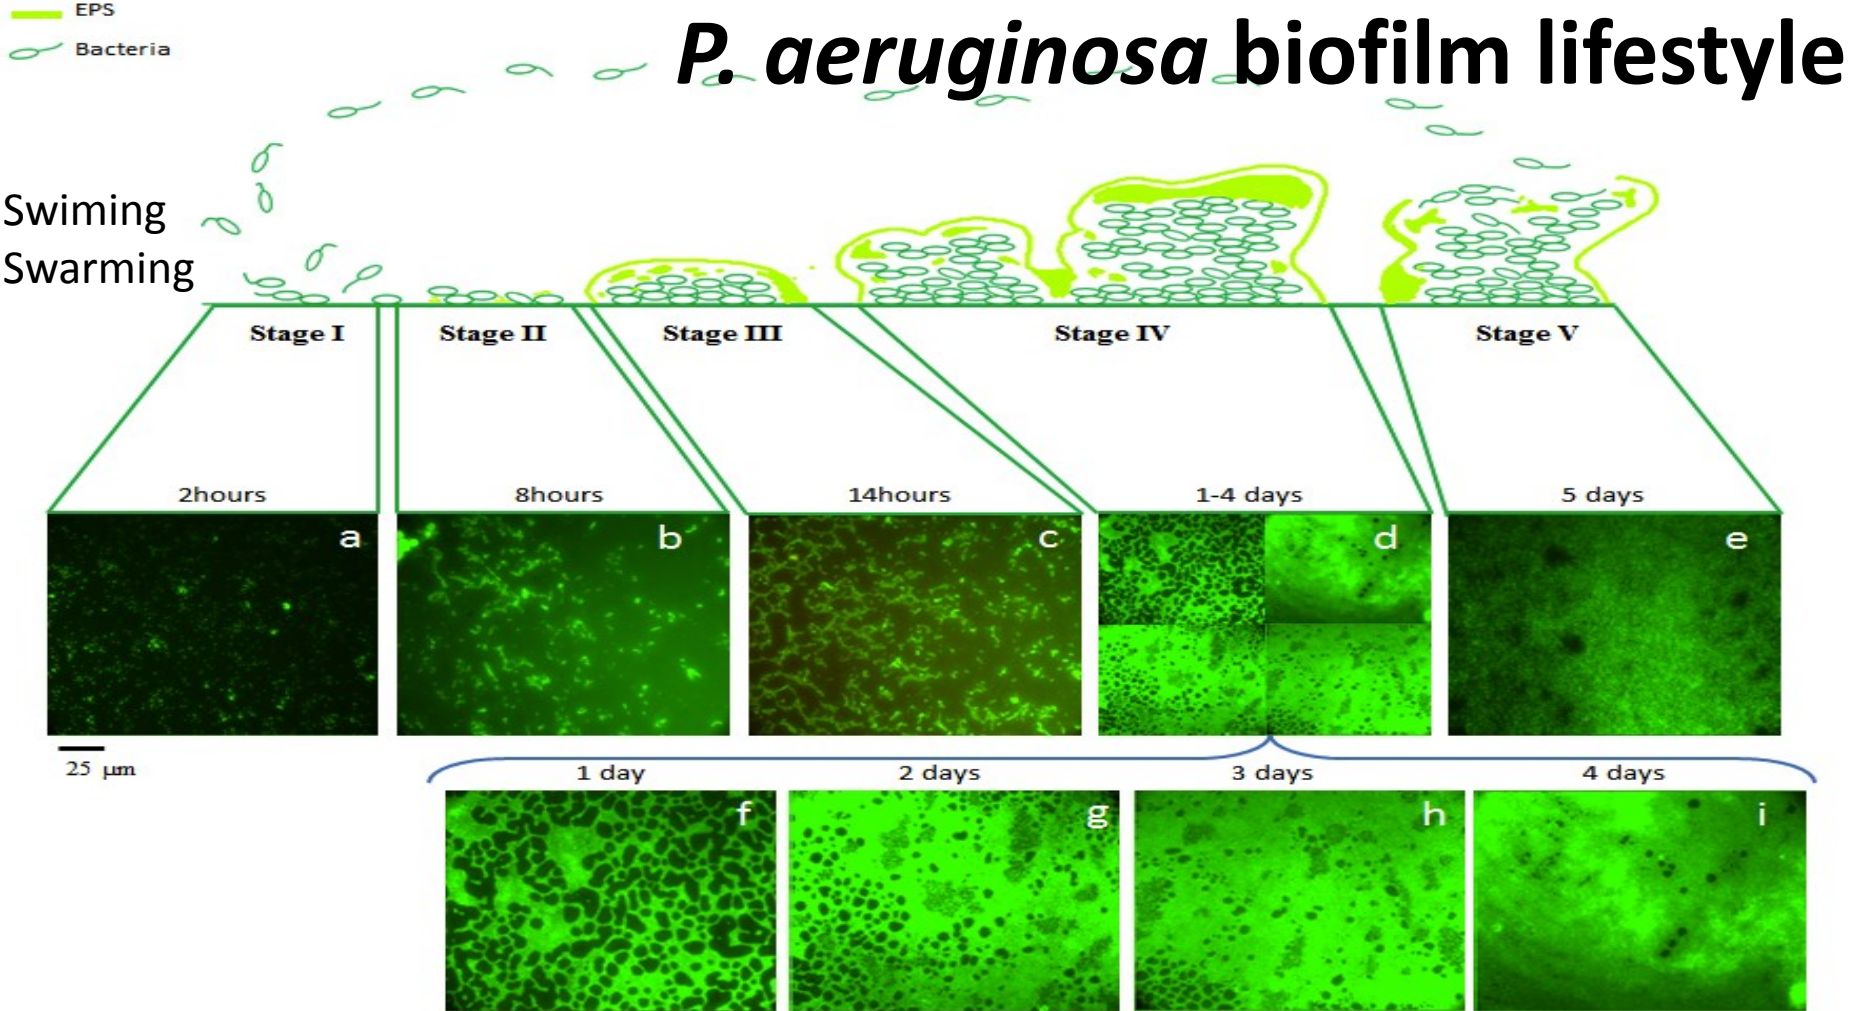 EPS
Bacteria
P. aeruginosa biofilm lifestyle
Swiming
Swarming
Stage I
Stage II
Stage III
Stage IV
Stage V
2hours
8hours
14hours
1-4 days
5 days
a
b
c
d
e
25 µm
1 day
2 days
3 days
4 days
f
g
h
i